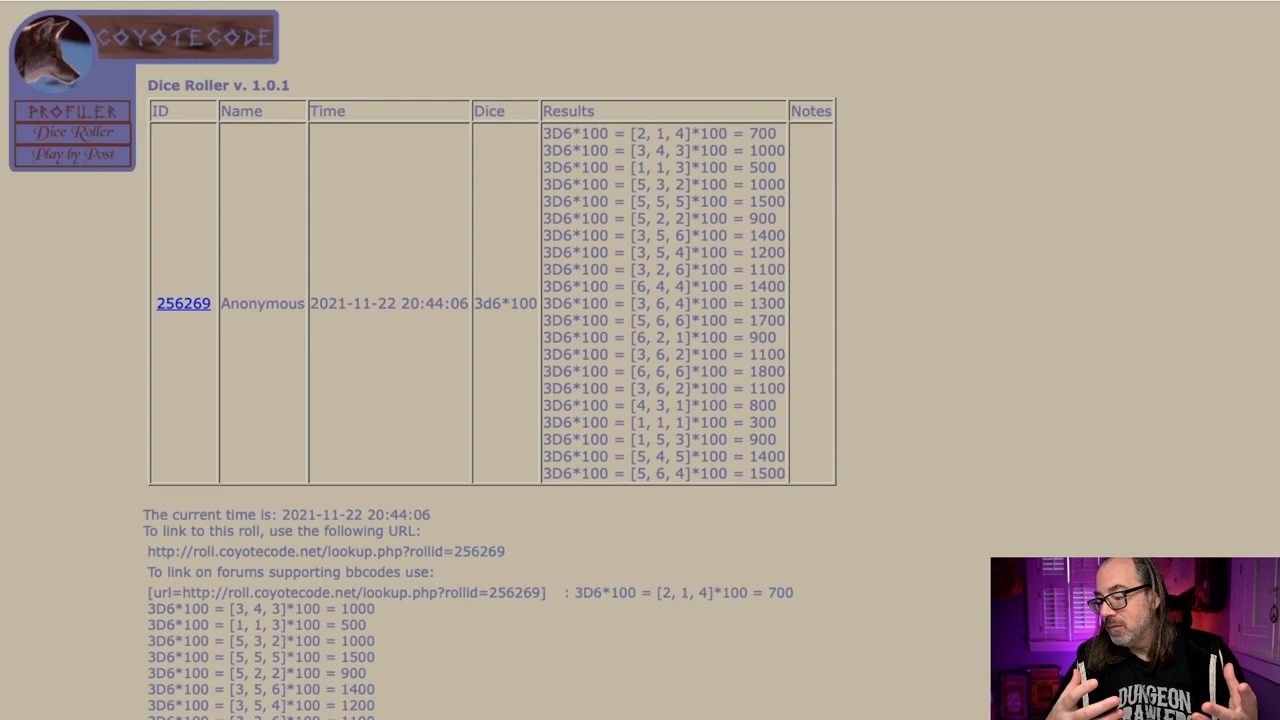 COYOTECODE
PROFILER
Dice Roller
Play by Post
Dice Roller v. 1.0.1
ID Name Time Dice Results Notes
3D6*100 = [2, 1, 4]*100 = 700
3D6*100 = [3, 4, 3]*100 = 1000
3D6*100 = [1, 1, 3]*100 = 500
3D6*100 = [5, 3, 2]*100 = 1000
3D6*100 = [5, 5, 5]*100 = 1500
3D6*100 = [5, 2, 2]*100 = 900
3D6*100 = [3, 5, 6]*100 = 1400
3D6*100 = [3, 5, 4]*100 = 1200
3D6*100 = [3, 2, 6]*100 = 1100
3D6*100 = [6, 4, 4]*100 = 1400
256269 Anonymous 2021-11-22 20:44:06 3d6*100 3D6*100 = [3, 6, 4]*100 = 1300
3D6*100 = [5, 6, 6]*100 = 1700
3D6*100 = [6, 2, 1]*100 = 900
3D6*100 = [3, 6, 2]*100 = 1100
3D6*100 = [6, 6, 6]*100 = 1800
3D6*100 = [3, 6, 2]*100 = 1100
3D6*100 = [4, 3, 1]*100 = 800
3D6*100 = [1, 1, 1]*100 = 300
3D6*100 = [1, 5, 3]*100 = 900
3D6*100 = [5, 4, 5]*100 = 1400
3D6*100 = [5, 6, 4]*100 = 1500
The current time is: 2021-11-22 20:44:06
To link to this roll, use the following URL:
http://roll.coyotecode.net/lookup.php?rollid=256269
To link on forums supporting bbcodes use:
[url=http://roll.coyotecode.net/lookup.php?rollid=256269] : 3D6*100 = [2, 1, 4]*100 = 700
3D6*100 = [3, 4, 3]*100 = 1000
3D6*100 = [1, 1, 3]*100 = 500
3D6*100 = [5, 3, 2]*100 = 1000
3D6*100 = [5, 5, 5]*100 = 1500
3D6*100 = [5, 2, 2]*100 = 900
3D6*100 = [3, 5, 6]*100 = 1400
3D6*100 = [3, 5, 4]*100 = 1200
DUNGEON